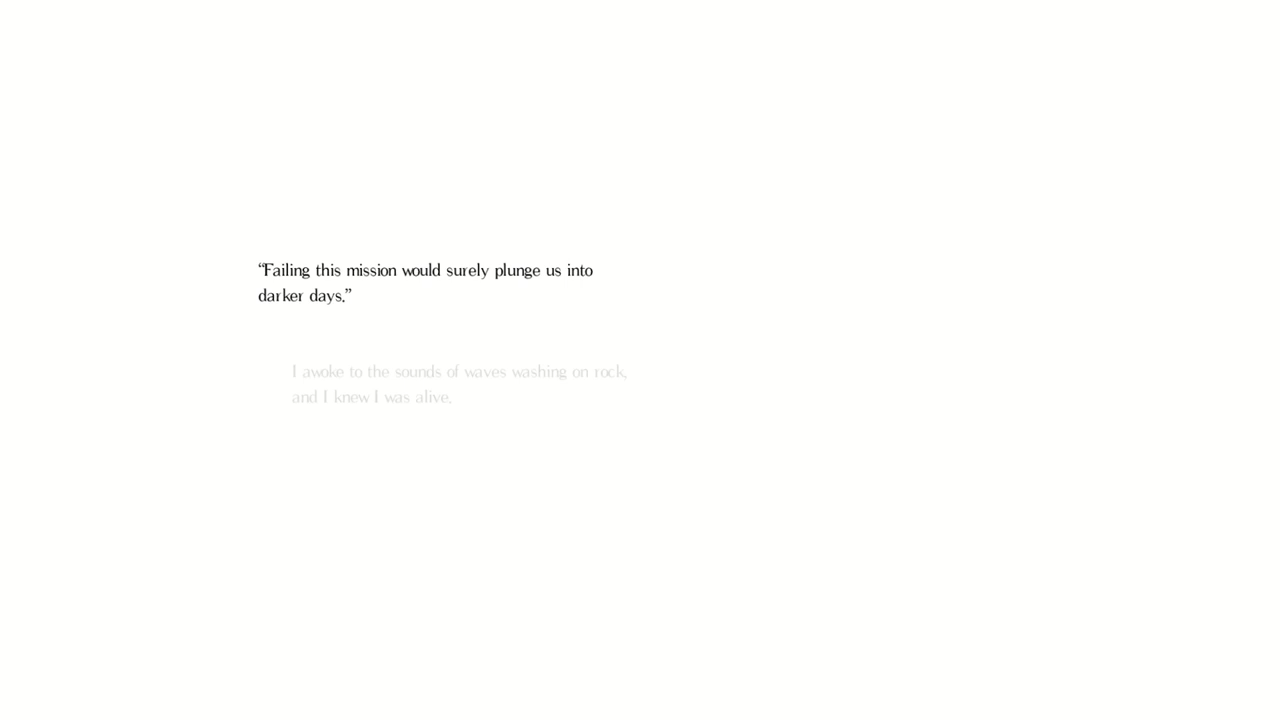 “Failing this mission would surely plunge us into
darker days.”
I awoke to the sounds of waves washing on rock,
and I knew I was alive.